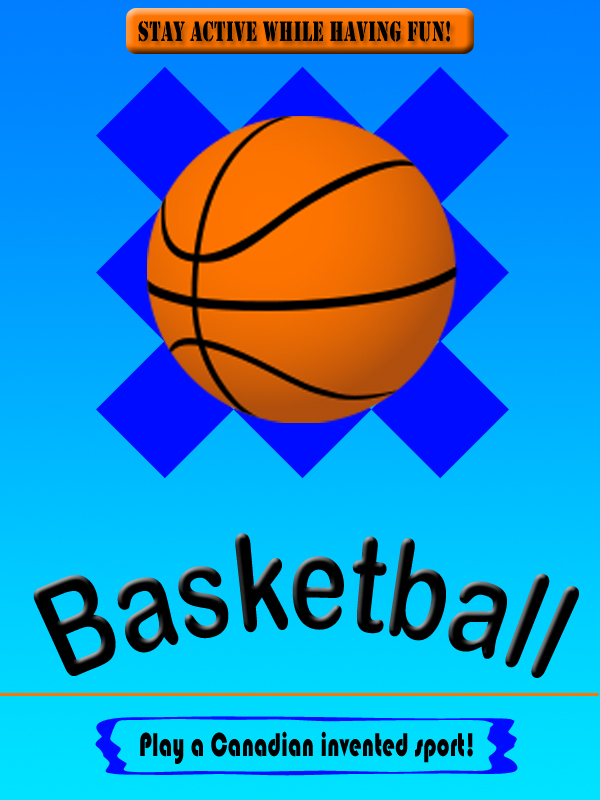 STAY ACTIVE WHILE HAVING FUN!
Basketball
Play a Canadian invented sport!